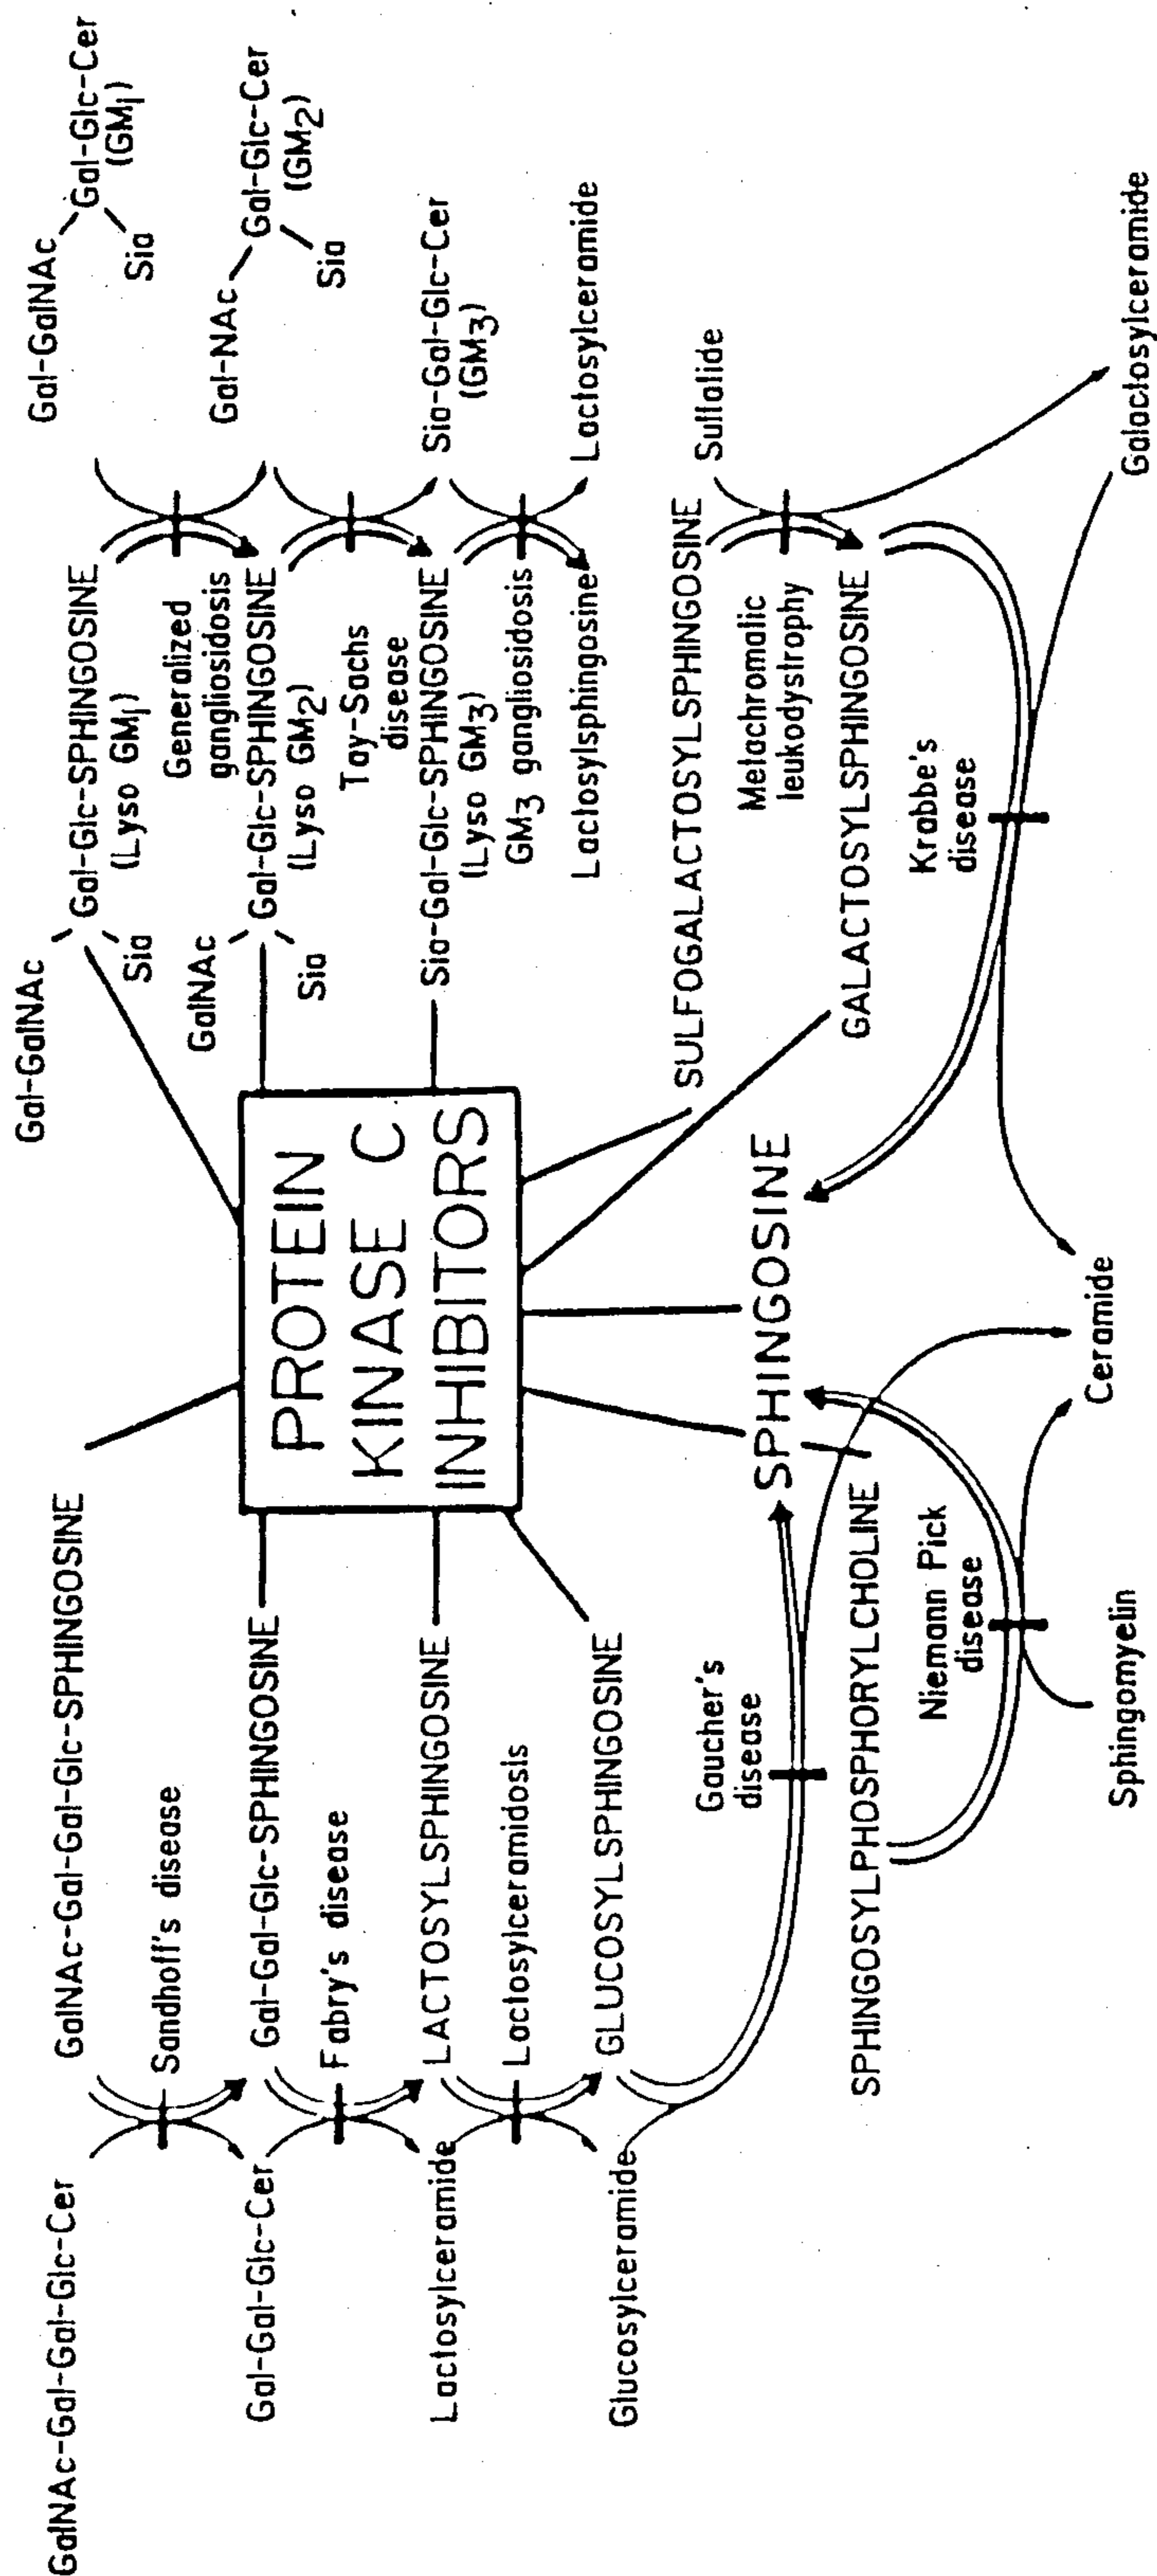 Gal-GalNAc
Gal-Glc-SPHINGOSINE
(Lyso GM1)
Sia
Gal-GalNAc
Gal-Glc-Cer
(GM1)
Sia
GalNAc-Gal-Gal-Glc-Cer
GalNAc-Gal-Gal-Glc-SPHINGOSINE
Sandhoff's disease
Generalized
gangliosidosis
Gal-Gal-Glc-Cer
Gal-Gal-Glc-SPHINGOSINE
GalNAc
Gal-Glc-SPHINGOSINE
(Lyso GM2)
Sia
Gal-NAc
Gal-Glc-Cer
(GM2)
Sia
Fabry's disease
PROTEIN
KINASE C
INHIBITORS
Tay-Sachs
disease
Lactosylceramide
LACTOSYLSPHINGOSINE
Sia-Gal-Glc-SPHINGOSINE
(Lyso GM3)
Sia-Gal-Glc-Cer
(GM3)
Lactosylceramidosis
GM3 gangliosidosis
Glucosylceramide
GLUCOSYLSPHINGOSINE
Lactosylsphingosine
Lactosylceramide
Gaucher's
disease
SULFOGALACTOSYLSPHINGOSINE
Sulfatide
SPHINGOSINE
Metachromatic
leukodystrophy
SPHINGOSYLPHOSPHORYLCHOLINE
GALACTOSYLSPHINGOSINE
Niemann Pick
disease
Krabbe's
disease
Sphingomyelin
Ceramide
Galactosylceramide